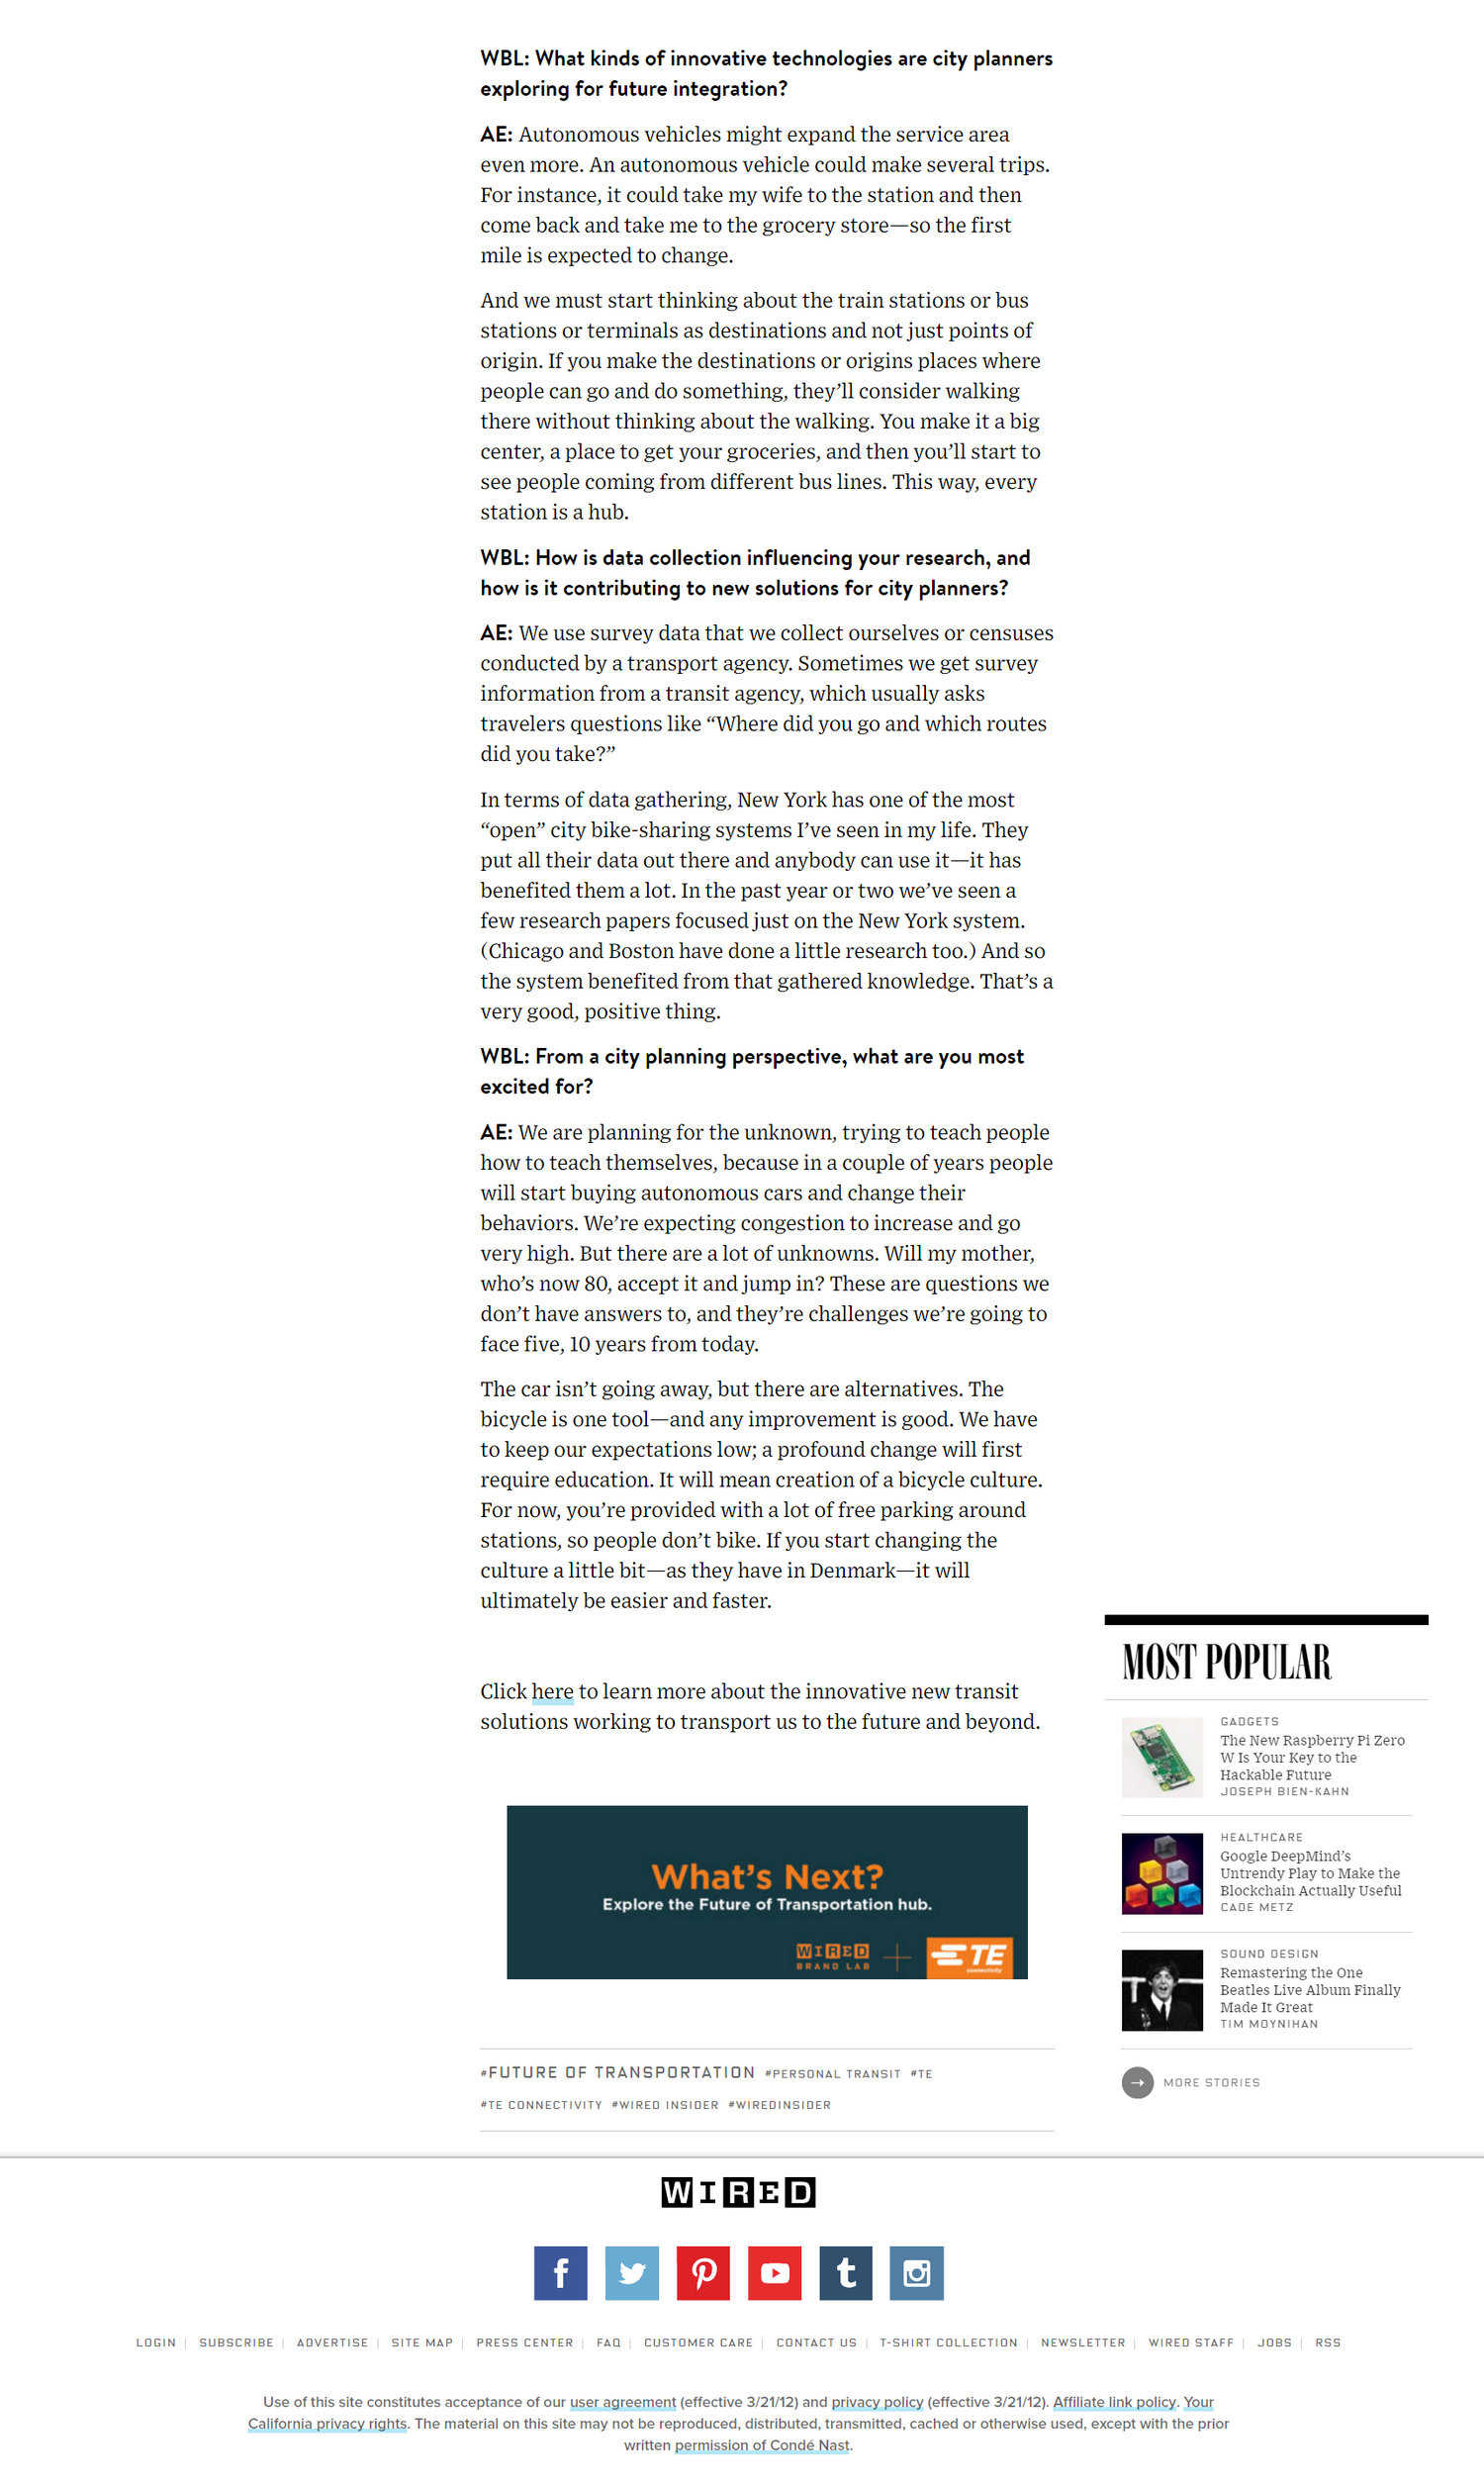 WBL: What kinds of innovative technologies are city planners
exploring for future integration?
AE: Autonomous vehicles might expand the service area
even more. An autonomous vehicle could make several trips.
For instance, it could take my wife to the station and then
come back and take me to the grocery store—so the first
mile is expected to change.
And we must start thinking about the train stations or bus
stations or terminals as destinations and not just points of
origin. If you make the destinations or origins places where
people can go and do something, they’ll consider walking
there without thinking about the walking. You make it a big
center, a place to get your groceries, and then you’ll start to
see people coming from different bus lines. This way, every
station is a hub.
WBL: How is data collection influencing your research, and
how is it contributing to new solutions for city planners?
AE: We use survey data that we collect ourselves or censuses
conducted by a transport agency. Sometimes we get survey
information from a transit agency, which usually asks
travelers questions like “Where did you go and which routes
did you take?”
In terms of data gathering, New York has one of the most
“open” city bike-sharing systems I’ve seen in my life. They
put all their data out there and anybody can use it—it has
benefited them a lot. In the past year or two we’ve seen a
few research papers focused just on the New York system.
(Chicago and Boston have done a little research too.) And so
the system benefited from that gathered knowledge. That’s a
very good, positive thing.
WBL: From a city planning perspective, what are you most
excited for?
AE: We are planning for the unknown, trying to teach people
how to teach themselves, because in a couple of years people
will start buying autonomous cars and change their
behaviors. We’re expecting congestion to increase and go
very high. But there are a lot of unknowns. Will my mother,
who’s now 80, accept it and jump in? These are questions we
don’t have answers to, and they’re challenges we’re going to
face five, 10 years from today.
The car isn’t going away, but there are alternatives. The
bicycle is one tool—and any improvement is good. We have
to keep our expectations low; a profound change will first
require education. It will mean creation of a bicycle culture.
For now, you’re provided with a lot of free parking around
stations, so people don’t bike. If you start changing the
culture a little bit—as they have in Denmark—it will
ultimately be easier and faster.
Click here to learn more about the innovative new transit
solutions working to transport us to the future and beyond.
What’s Next?
Explore the Future of Transportation hub.
WIRED
BRAND LAB
TE
connectivity
#FUTURE OF TRANSPORTATION #PERSONAL TRANSIT #TE
#TE CONNECTIVITY #WIRED INSIDER #WIREDINSIDER
MOST POPULAR
GADGETS
The New Raspberry Pi Zero
W Is Your Key to the
Hackable Future
JOSEPH BIEN-KAHN
HEALTHCARE
Google DeepMind’s
Untrendy Play to Make the
Blockchain Actually Useful
CADE METZ
SOUND DESIGN
Remastering the One
Beatles Live Album Finally
Made It Great
TIM MOYNIHAN
MORE STORIES
WIRED
LOGIN | SUBSCRIBE | ADVERTISE | SITE MAP | PRESS CENTER | FAQ | CUSTOMER CARE | CONTACT US | T-SHIRT COLLECTION | NEWSLETTER | WIRED STAFF | JOBS | RSS
Use of this site constitutes acceptance of our user agreement (effective 3/21/12) and privacy policy (effective 3/21/12). Affiliate link policy. Your
California privacy rights. The material on this site may not be reproduced, distributed, transmitted, cached or otherwise used, except with the prior
written permission of Condé Nast.